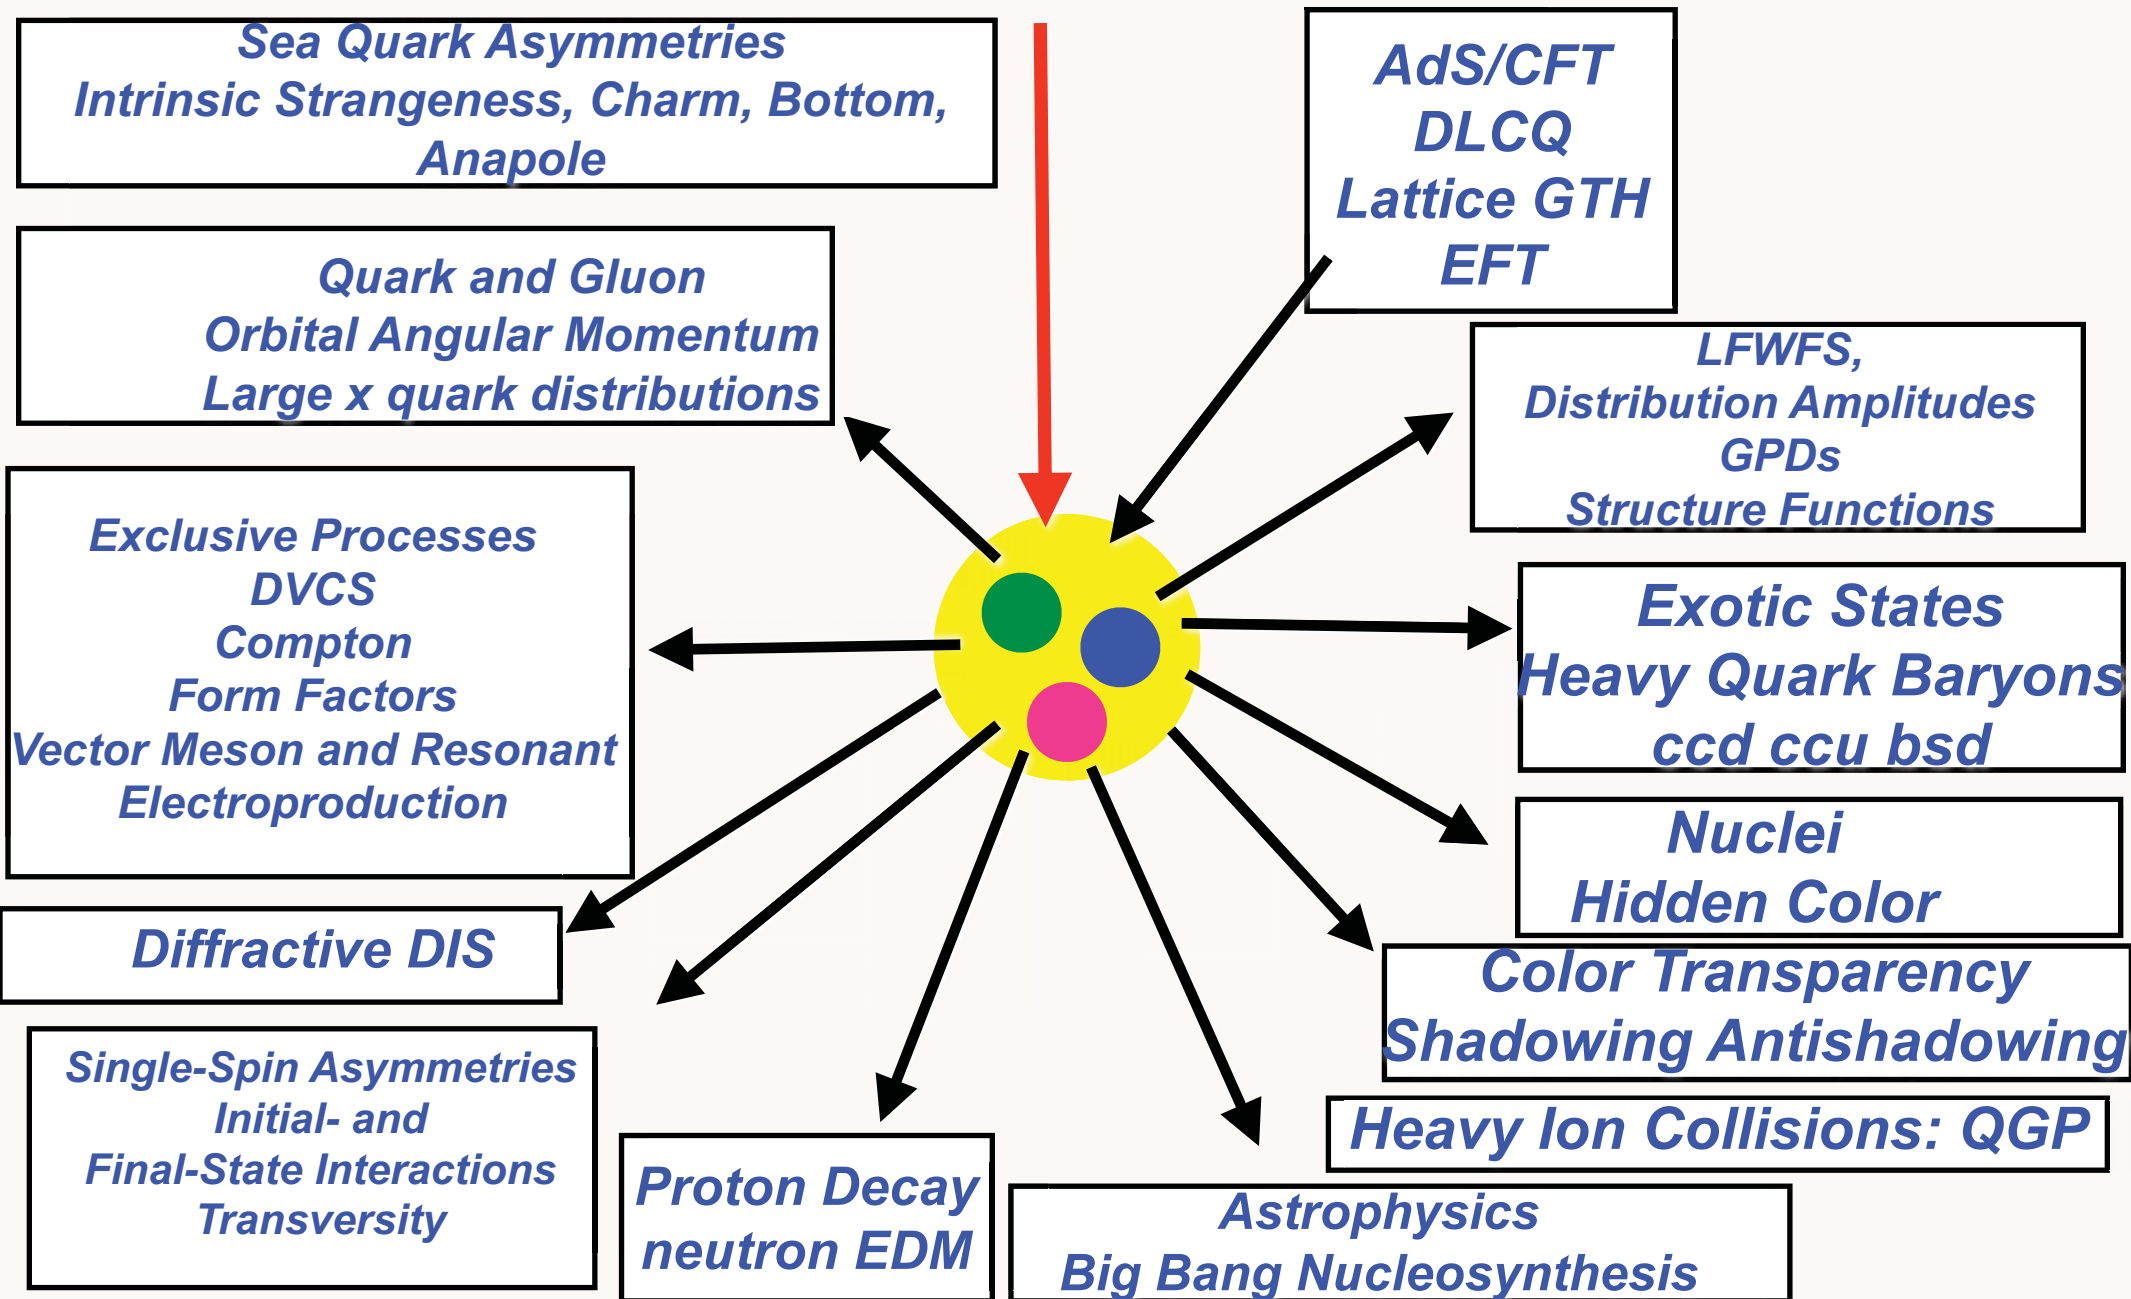 Sea Quark Asymmetries
Intrinsic Strangeness, Charm, Bottom,
Anapole
AdS/CFT
DLCQ
Lattice GTH
EFT
Quark and Gluon
Orbital Angular Momentum
Large x quark distributions
LFWFS,
Distribution Amplitudes
GPDs
Structure Functions
Exclusive Processes
DVCS
Compton
Form Factors
Vector Meson and Resonant
Electroproduction
Exotic States
Heavy Quark Baryons
ccd ccu bsd
Nuclei
Hidden Color
Diffractive DIS
Color Transparency
Shadowing Antishadowing
Single-Spin Asymmetries
Initial- and
Final-State Interactions
Transversity
Heavy Ion Collisions: QGP
Proton Decay
neutron EDM
Astrophysics
Big Bang Nucleosynthesis